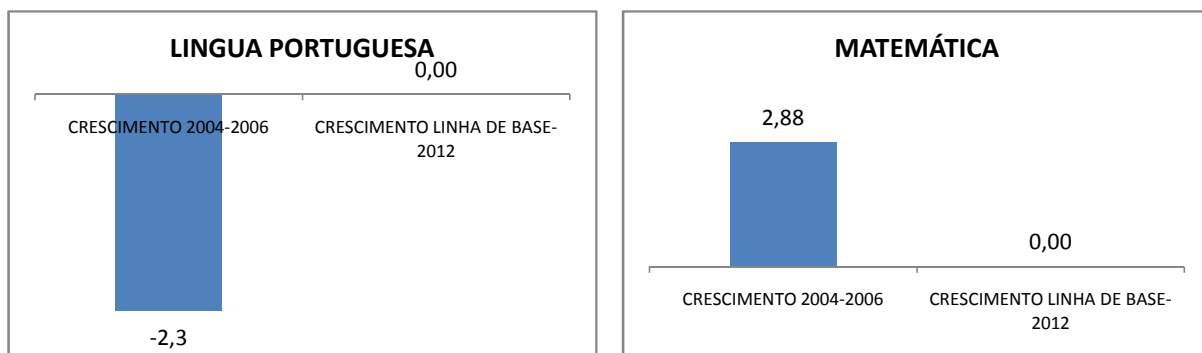 LINGUA PORTUGUESA
0,00
CRESCIMENTO 2004-2006
CRESCIMENTO LINHA DE BASE-
2012
-2,3
MATEMÁTICA
2,88
0,00
CRESCIMENTO 2004-2006
CRESCIMENTO LINHA DE BASE-
2012